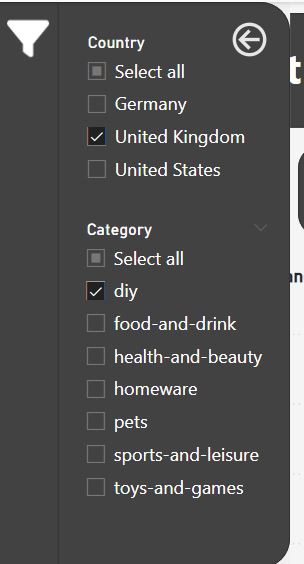 Country
Select all
Germany
United Kingdom
United States
Category
Select all
diy
food-and-drink
health-and-beauty
homeware
pets
sports-and-leisure
toys-and-games